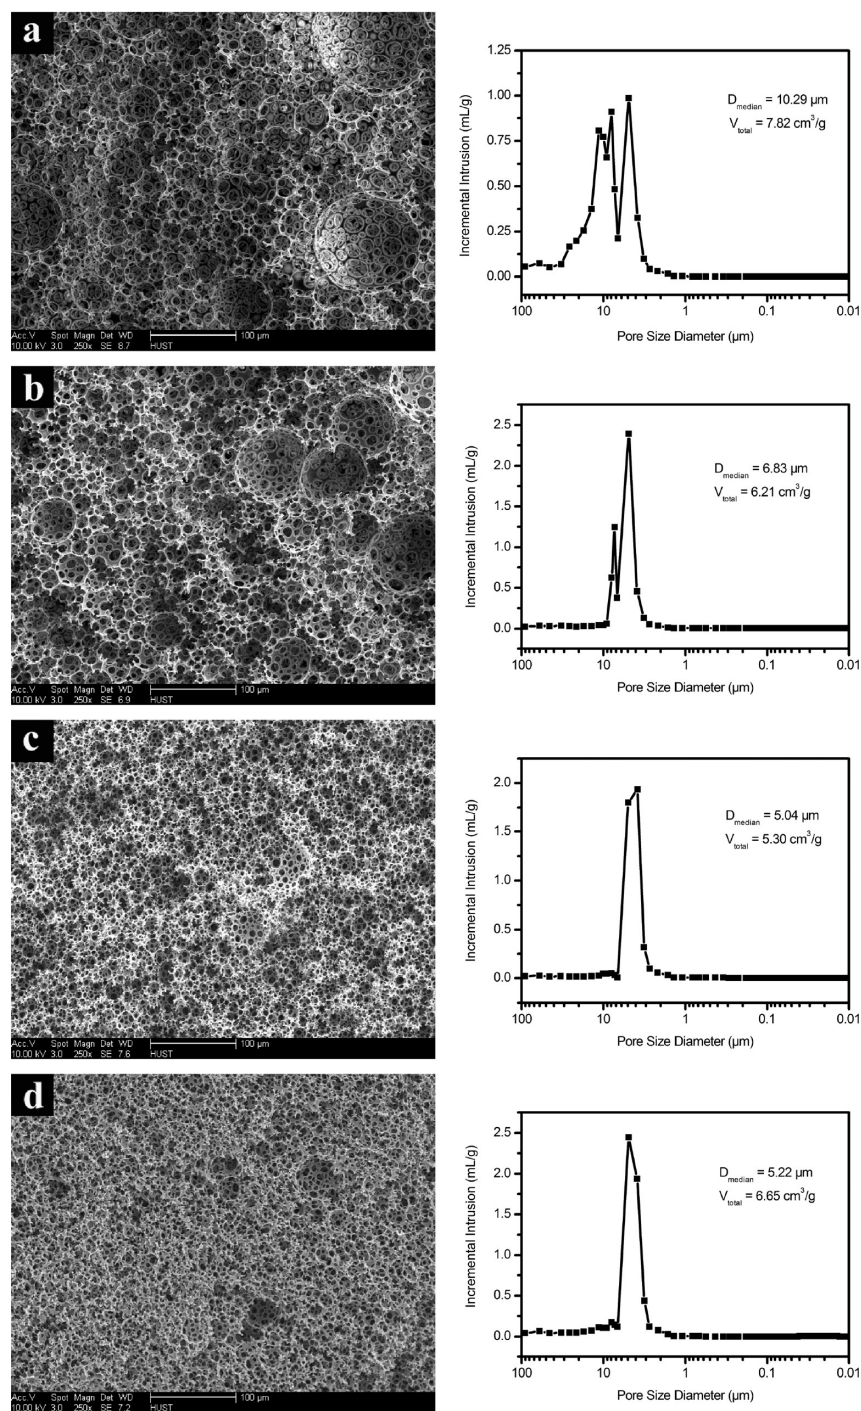 a
Acc.V Spot Magn Det WD 100 µm
10.00 kV 3.0 250x SE 8.7 HUST
1.25
1.00
0.75
0.50
0.25
0.00
Incremental Intrusion (mL/g)
D_median = 10.29 µm
V_total = 7.82 cm³/g
100 10 1 0.1 0.01
Pore Size Diameter (µm)
b
Acc.V Spot Magn Det WD 100 µm
10.00 kV 3.0 250x SE 6.9 HUST
2.5
2.0
1.5
1.0
0.5
0.0
Incremental Intrusion (mL/g)
D_median = 6.83 µm
V_total = 6.21 cm³/g
100 10 1 0.1 0.01
Pore Size Diameter (µm)
c
Acc.V Spot Magn Det WD 100 µm
10.00 kV 3.0 250x SE 7.6 HUST
2.0
1.5
1.0
0.5
0.0
Incremental Intrusion (mL/g)
D_median = 5.04 µm
V_total = 5.30 cm³/g
100 10 1 0.1 0.01
Pore Size Diameter (µm)
d
Acc.V Spot Magn Det WD 100 µm
10.00 kV 3.0 250x SE 7.2 HUST
2.5
2.0
1.5
1.0
0.5
0.0
Incremental Intrusion (mL/g)
D_median = 5.22 µm
V_total = 6.65 cm³/g
100 10 1 0.1 0.01
Pore Size Diameter (µm)